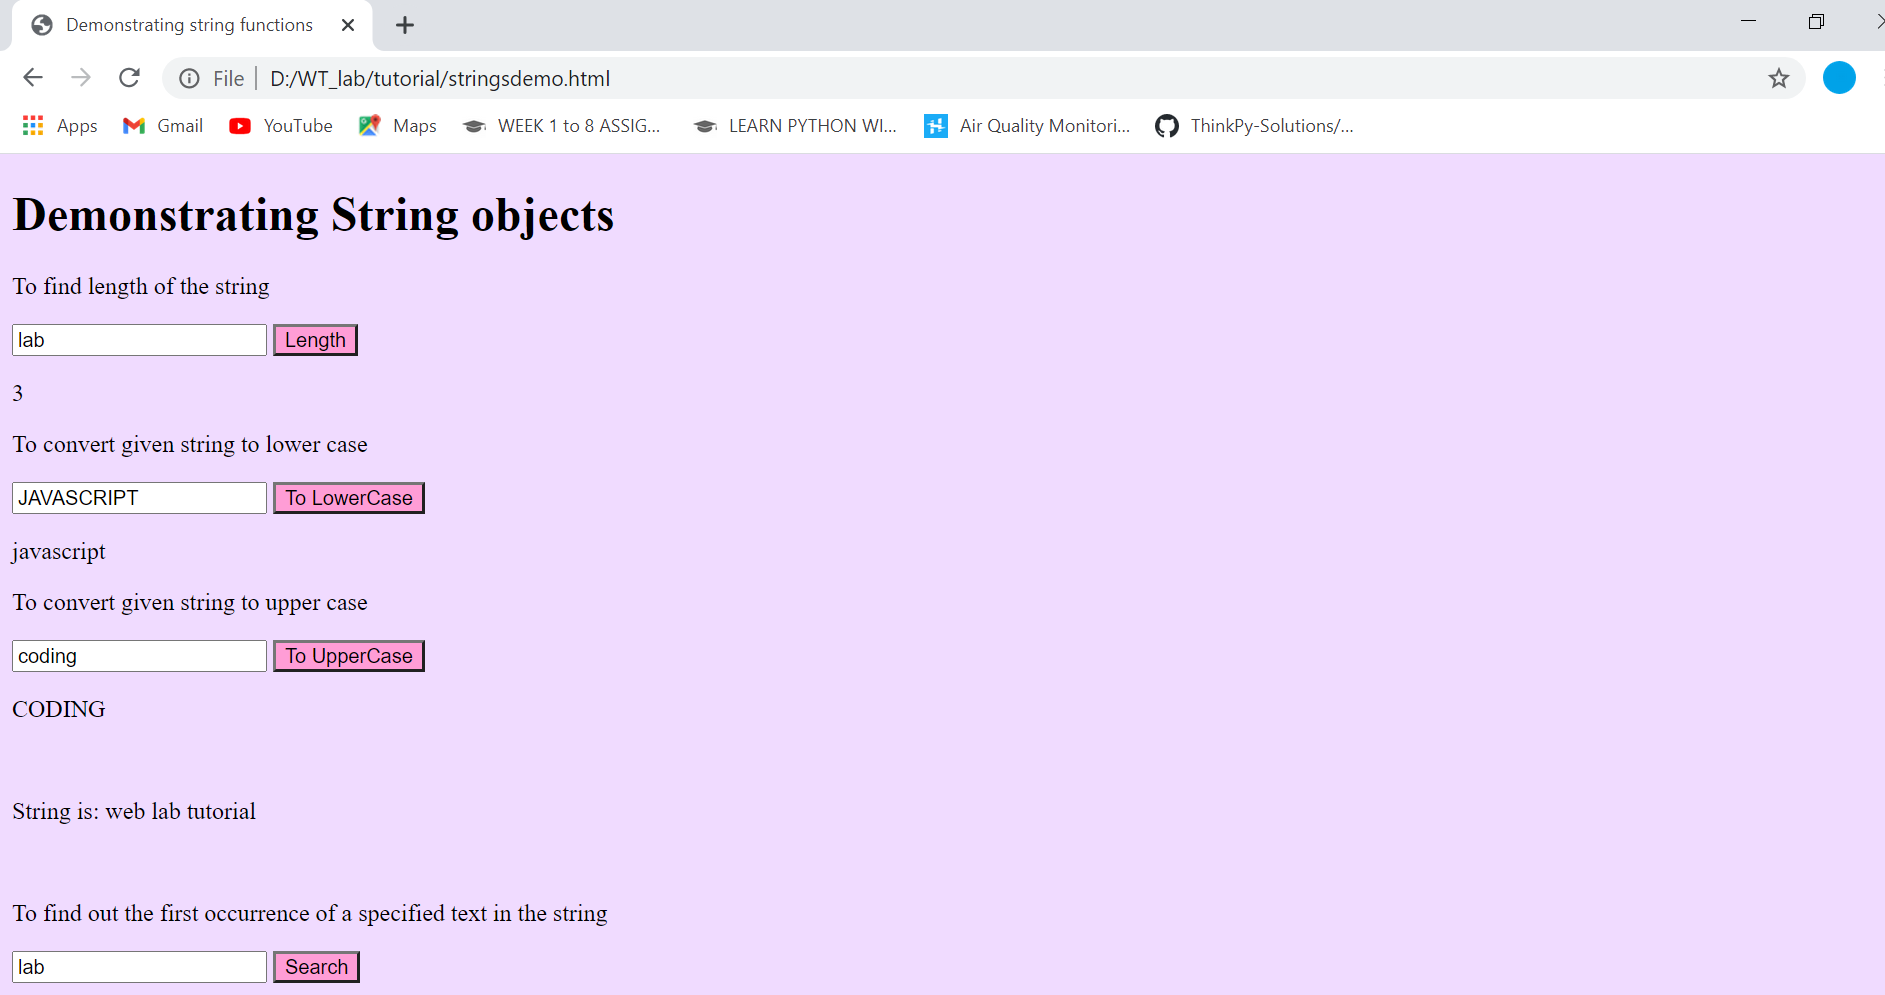 Demonstrating string functions
File D:/WT_lab/tutorial/stringsdemo.html
Apps Gmail YouTube Maps WEEK 1 to 8 ASSIG... LEARN PYTHON WI... Air Quality Monitori... ThinkPy-Solutions/...
Demonstrating String objects
To find length of the string
lab Length
3
To convert given string to lower case
JAVASCRIPT To LowerCase
javascript
To convert given string to upper case
coding To UpperCase
CODING
String is: web lab tutorial
To find out the first occurrence of a specified text in the string
lab Search